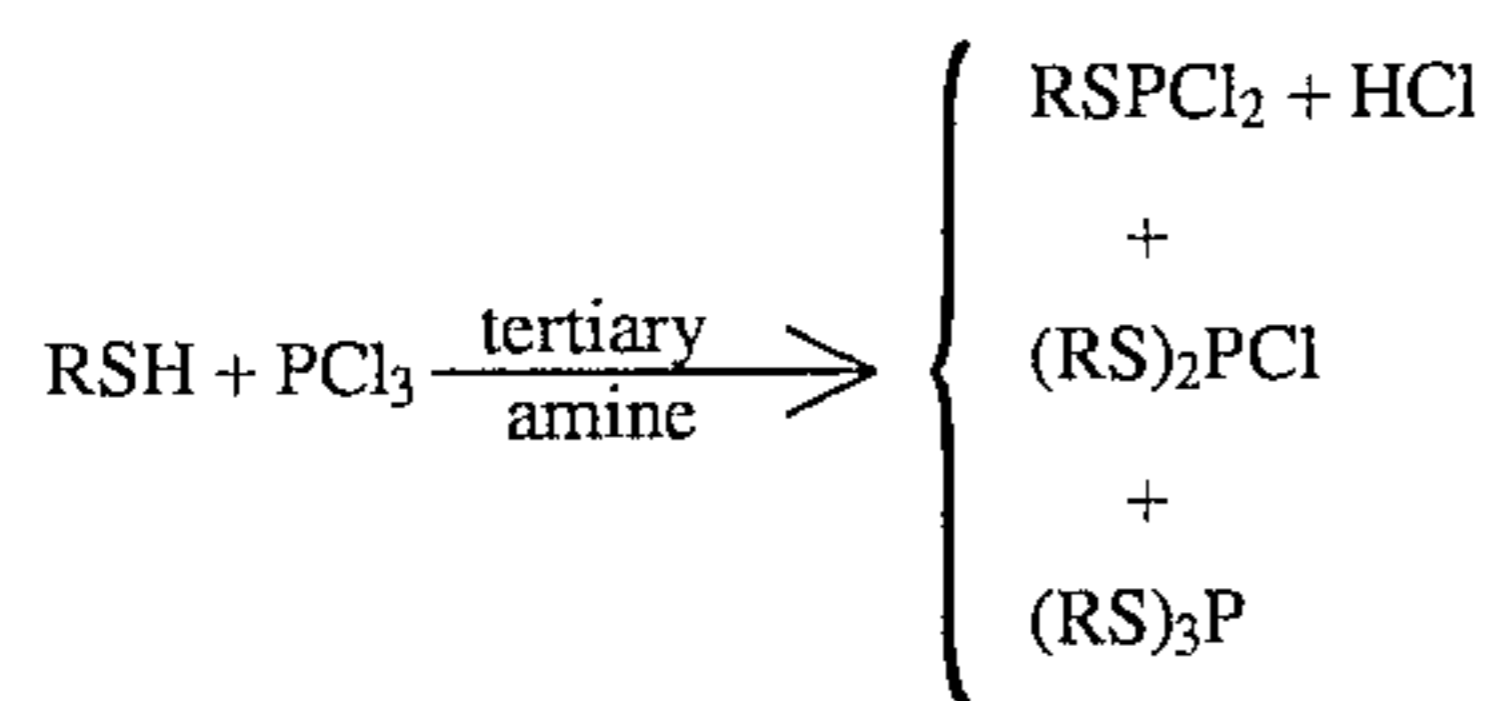 RSPCl₂ + HCl
+
RSH + PCl₃ tertiary amine (RS)₂PCl
+
(RS)₃P